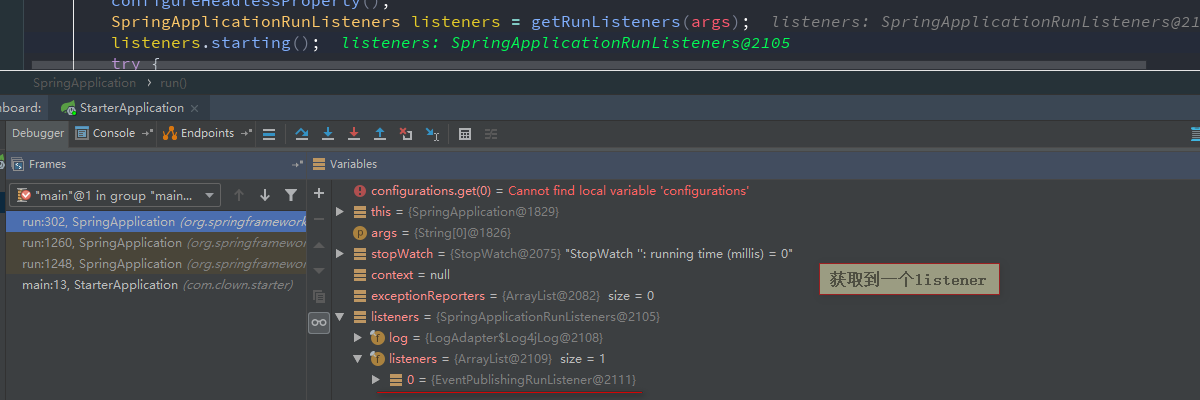 configureHeadlessProperty();
SpringApplicationRunListeners listeners = getRunListeners(args); listeners: SpringApplicationRunListeners@21
listeners.starting(); listeners: SpringApplicationRunListeners@2105
try {
SpringApplication › run()
nboard: StarterApplication ×
Debugger Console Endpoints
Frames Variables
"main"@1 in group "main...
run:302, SpringApplication (org.springframework
run:1260, SpringApplication (org.springframewo
run:1248, SpringApplication (org.springframewo
main:13, StarterApplication (com.clown.starter)
configurations.get(0) = Cannot find local variable 'configurations'
this = {SpringApplication@1829}
args = {String[0]@1826}
stopWatch = {StopWatch@2075} "StopWatch '': running time (millis) = 0"
context = null
exceptionReporters = {ArrayList@2082} size = 0
listeners = {SpringApplicationRunListeners@2105}
log = {LogAdapter$Log4jLog@2108}
listeners = {ArrayList@2109} size = 1
0 = {EventPublishingRunListener@2111}
获取到一个listener